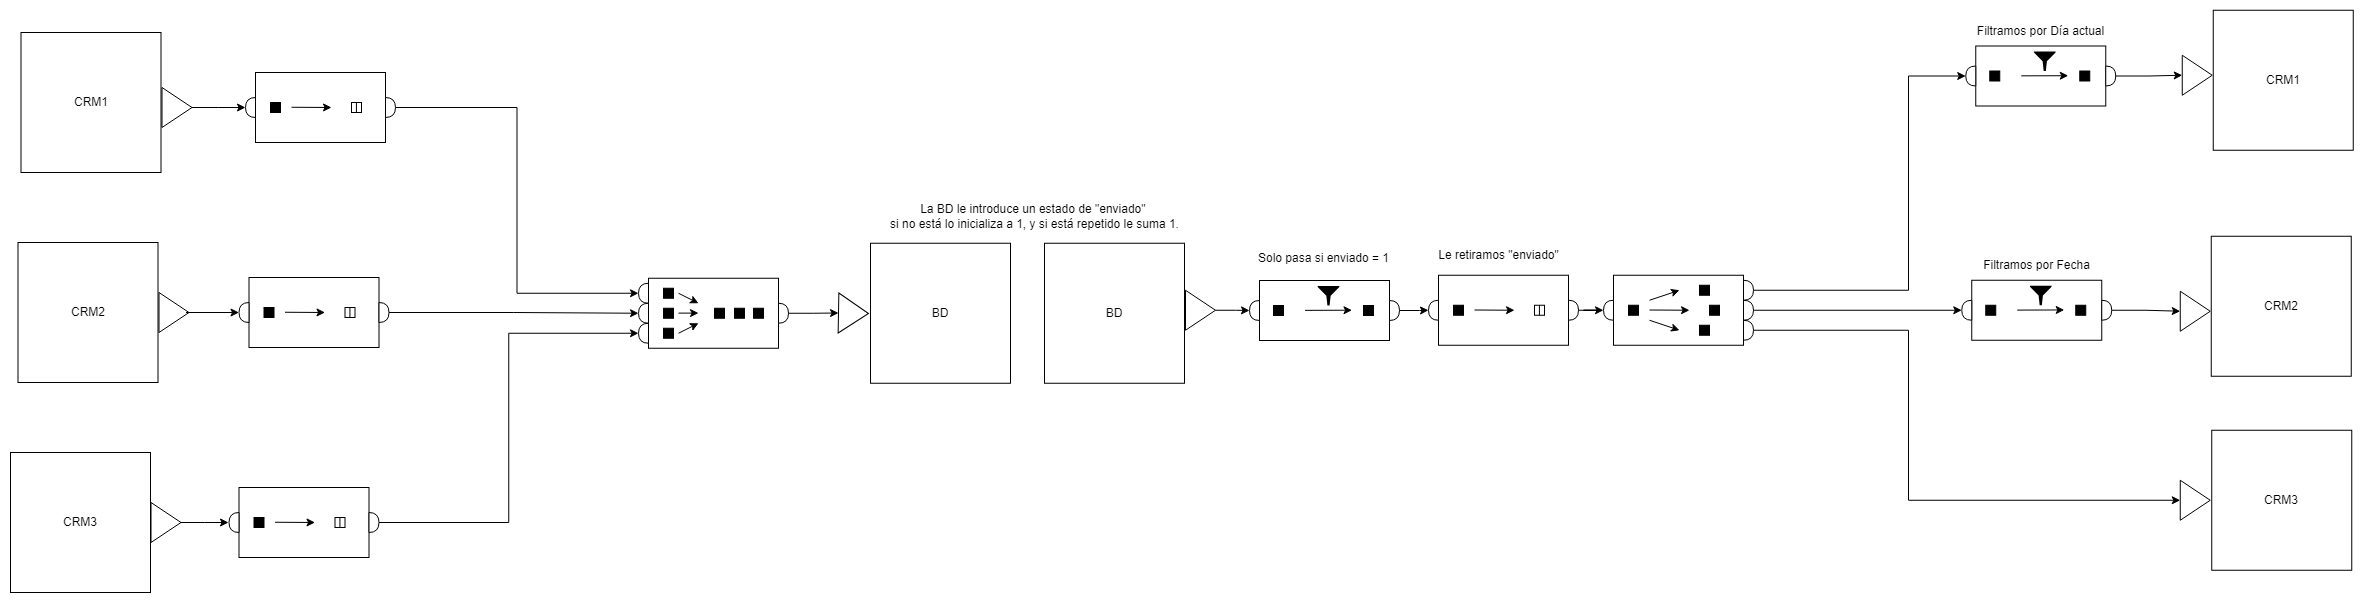 CRM1
CRM2
CRM3
La BD le introduce un estado de "enviado"
si no está lo inicializa a 1, y si está repetido le suma 1.
BD
BD
Solo pasa si enviado = 1
Le retiramos "enviado"
Filtramos por Día actual
CRM1
Filtramos por Fecha
CRM2
CRM3